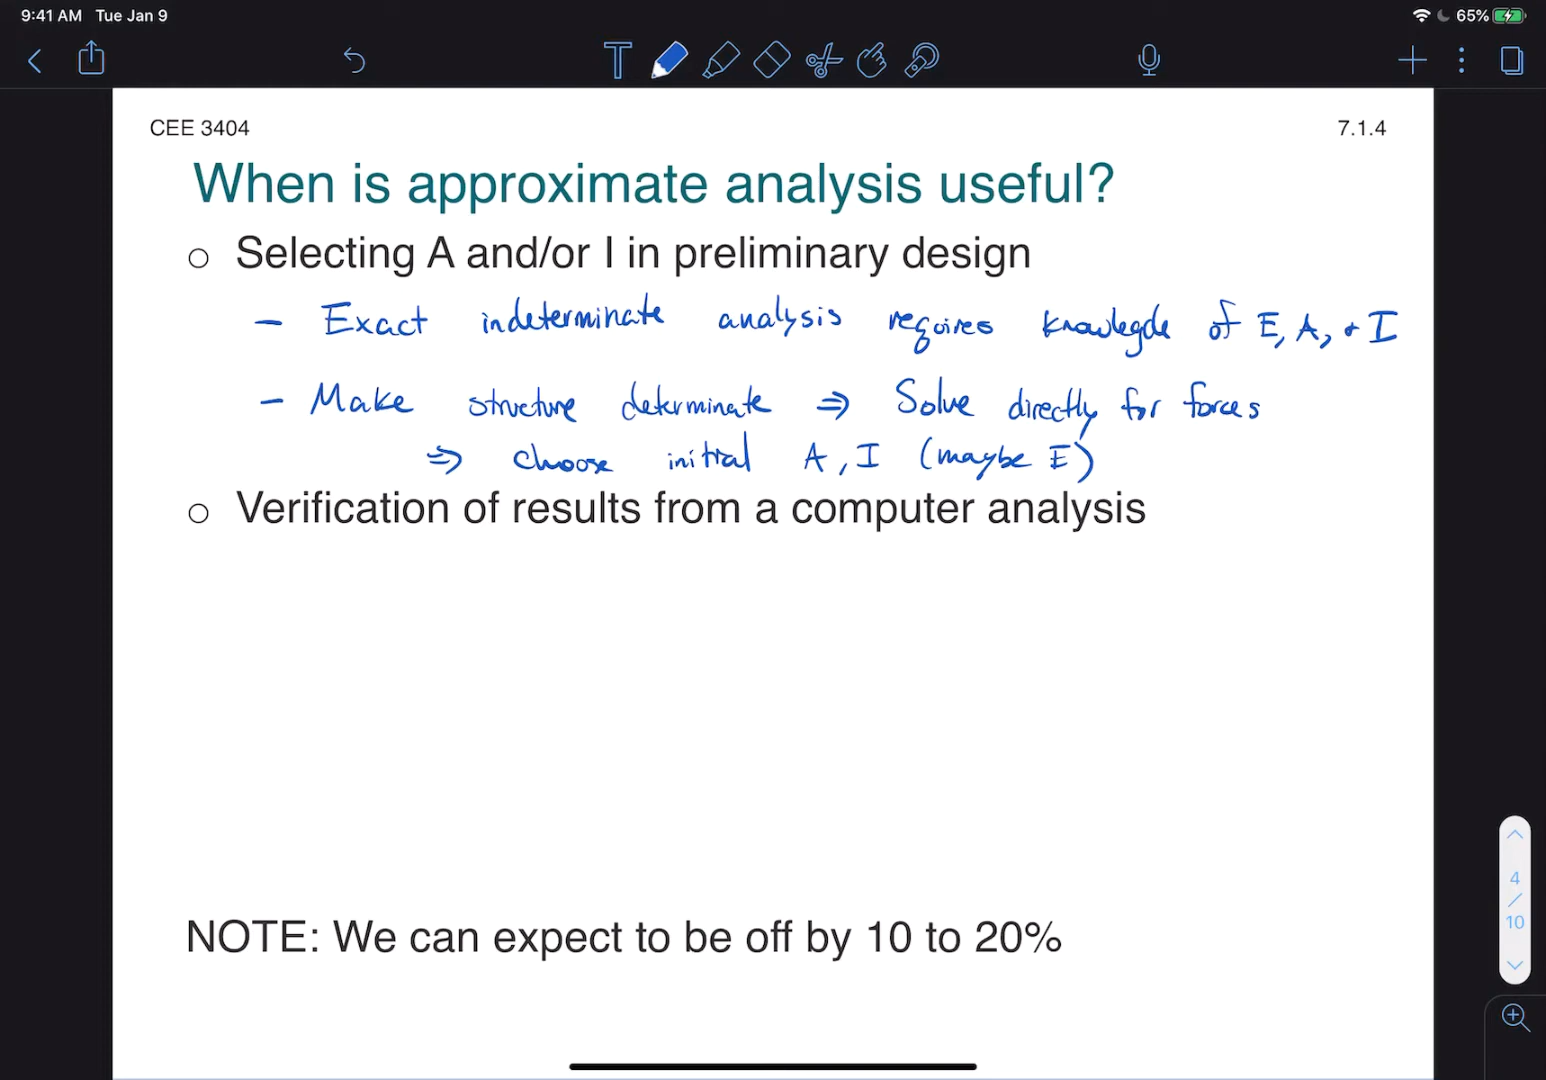 9:41 AM Tue Jan 9
65%
CEE 3404
7.1.4
When is approximate analysis useful?
○ Selecting A and/or I in preliminary design
– Exact indeterminate analysis requires knowlegde of E, A, + I
– Make structure determinate ⇒ Solve directly for forces
⇒ choose initial A, I (maybe E)
○ Verification of results from a computer analysis
NOTE: We can expect to be off by 10 to 20%
4
/
10